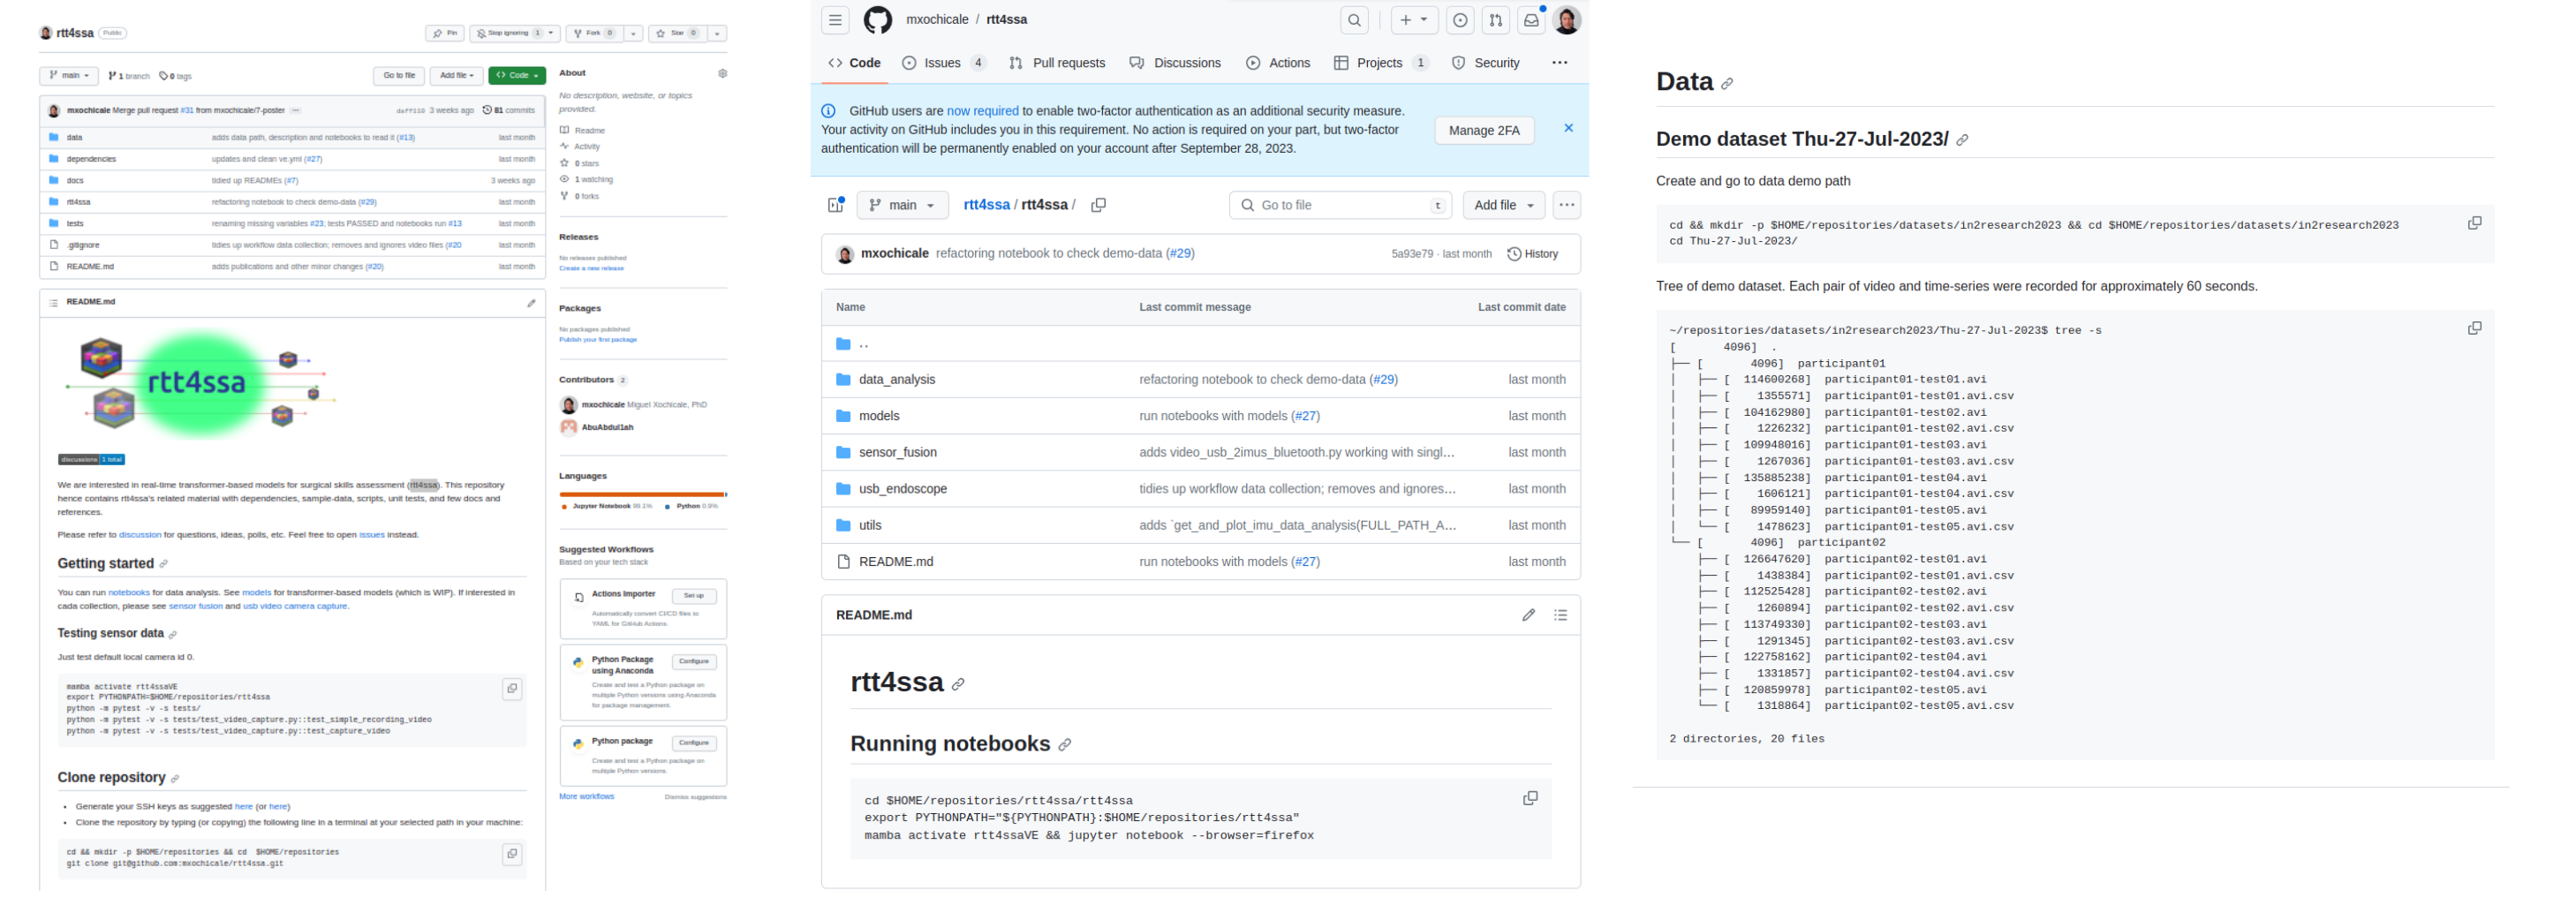 rtt4ssa Public
Pin
Stop ignoring 1
Fork 0
Star 0
main
1 branch
0 tags
Go to file
Add file
Code
mxochicale Merge pull request #31 from mxochicale/7-poster
3 weeks ago
81 commits
data adds data path, description and notebooks to read it (#13) last month
dependencies updates and clean ve.yml (#27) last month
docs tidied up READMEs (#7) 3 weeks ago
rtt4ssa refactoring notebook to check demo-data (#29) last month
tests renaming missing variables #23; tests PASSED and notebooks run #13 last month
.gitignore tidies up workflow data collection; removes and ignores video files (#20 last month
README.md adds publications and other minor changes (#20) last month
README.md
rtt4ssa
discussions 1 total
We are interested in real-time transformer-based models for surgical skills assessment (rtt4ssa). This repository
hence contains rtt4ssa's related material with dependencies, sample-data, scripts, unit tests, and few docs and
references.
Please refer to discussion for questions, ideas, polls, etc. Feel free to open issues instead.
Getting started
You can run notebooks for data analysis. See models for transformer-based models (which is WIP). If interested in
cada collection, please see sensor fusion and usb video camera capture.
Testing sensor data
Just test default local camera id 0.
mamba activate rtt4ssaVE
export PYTHONPATH=$HOME/repositories/rtt4ssa
python -m pytest -v -s tests/
python -m pytest -v -s tests/test_video_capture.py::test_simple_recording_video
python -m pytest -v -s tests/test_video_capture.py::test_capture_video
Clone repository
• Generate your SSH keys as suggested here (or here)
• Clone the repository by typing (or copying) the following line in a terminal at your selected path in your machine:
cd && mkdir -p $HOME/repositories && cd $HOME/repositories
git clone git@github.com:mxochicale/rtt4ssa.git
About
No description, website, or topics
provided.
Readme
Activity
0 stars
1 watching
0 forks
Releases
No releases published
Create a new release
Packages
No packages published
Publish your first package
Contributors 2
mxochicale Miguel Xochicale, PhD
AbuAbdul1ah
Languages
Jupyter Notebook 99.1% Python 0.9%
Suggested Workflows
Based on your tech stack
Actions Importer
Set up
Automatically convert CI/CD files to
YAML for GitHub Actions.
Python Package
using Anaconda
Configure
Create and test a Python package on
multiple Python versions using Anaconda
for package management.
Python package
Configure
Create and test a Python package on
multiple Python versions.
More workflows
Dismiss suggestions
mxochicale / rtt4ssa
Code
Issues 4
Pull requests
Discussions
Actions
Projects 1
Security
GitHub users are now required to enable two-factor authentication as an additional security measure.
Your activity on GitHub includes you in this requirement. No action is required on your part, but two-factor
authentication will be permanently enabled on your account after September 28, 2023.
Manage 2FA
main
rtt4ssa / rtt4ssa /
Go to file t
Add file
mxochicale refactoring notebook to check demo-data (#29)
5a93e79 · last month
History
Name Last commit message Last commit date
..
data_analysis refactoring notebook to check demo-data (#29) last month
models run notebooks with models (#27) last month
sensor_fusion adds video_usb_2imus_bluetooth.py working with singl... last month
usb_endoscope tidies up workflow data collection; removes and ignores... last month
utils adds `get_and_plot_imu_data_analysis(FULL_PATH_A... last month
README.md run notebooks with models (#27) last month
README.md
rtt4ssa
Running notebooks
cd $HOME/repositories/rtt4ssa/rtt4ssa
export PYTHONPATH="${PYTHONPATH}:$HOME/repositories/rtt4ssa"
mamba activate rtt4ssaVE && jupyter notebook --browser=firefox
Data
Demo dataset Thu-27-Jul-2023/
Create and go to data demo path
cd && mkdir -p $HOME/repositories/datasets/in2research2023 && cd $HOME/repositories/datasets/in2research2023
cd Thu-27-Jul-2023/
Tree of demo dataset. Each pair of video and time-series were recorded for approximately 60 seconds.
~/repositories/datasets/in2research2023/Thu-27-Jul-2023$ tree -s
[       4096]  .
├── [       4096]  participant01
│   ├── [  114600268]  participant01-test01.avi
│   ├── [    1355571]  participant01-test01.avi.csv
│   ├── [  104162980]  participant01-test02.avi
│   ├── [    1226232]  participant01-test02.avi.csv
│   ├── [  109948016]  participant01-test03.avi
│   ├── [    1267036]  participant01-test03.avi.csv
│   ├── [  135885238]  participant01-test04.avi
│   ├── [    1606121]  participant01-test04.avi.csv
│   ├── [   89959140]  participant01-test05.avi
│   └── [    1478623]  participant01-test05.avi.csv
└── [       4096]  participant02
    ├── [  126647620]  participant02-test01.avi
    ├── [    1438384]  participant02-test01.avi.csv
    ├── [  112525428]  participant02-test02.avi
    ├── [    1260894]  participant02-test02.avi.csv
    ├── [  113749330]  participant02-test03.avi
    ├── [    1291345]  participant02-test03.avi.csv
    ├── [  122758162]  participant02-test04.avi
    ├── [    1331857]  participant02-test04.avi.csv
    ├── [  120859978]  participant02-test05.avi
    └── [    1318864]  participant02-test05.avi.csv
2 directories, 20 files